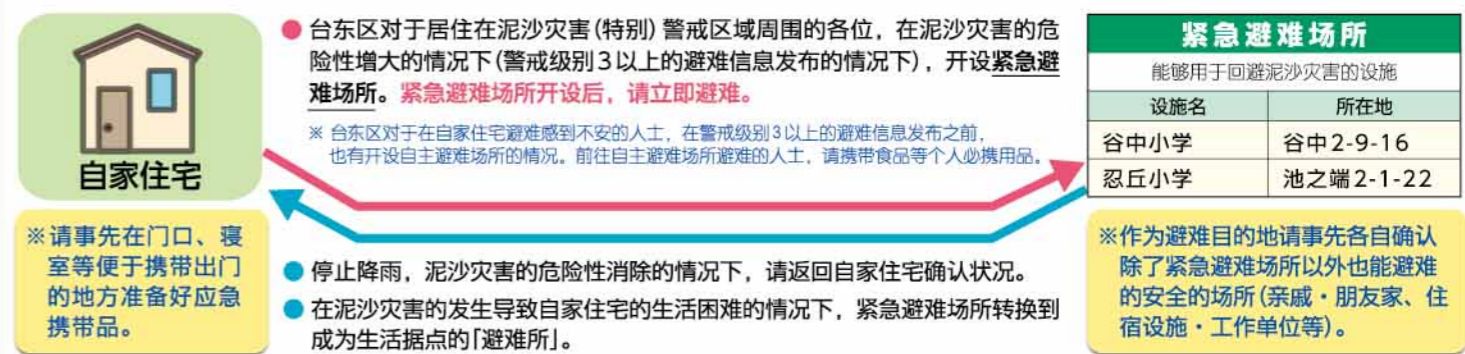 自家住宅
※请事先在门口、寝
室等便于携带出门
的地方准备好应急
携带品。
● 台东区对于居住在泥沙灾害(特别)警戒区域周围的各位，在泥沙灾害的危
险性增大的情况下(警戒级别3以上的避难信息发布的情况下)，开设紧急避
难场所。紧急避难场所开设后，请立即避难。
※ 台东区对于在自家住宅避难感到不安的人士，在警戒级别3以上的避难信息发布之前，
也有开设自主避难场所的情况。前往自主避难场所避难的人士，请携带食品等个人必携用品。
● 停止降雨，泥沙灾害的危险性消除的情况下，请返回自家住宅确认状况。
● 在泥沙灾害的发生导致自家住宅的生活困难的情况下，紧急避难场所转换到
成为生活据点的「避难所」。
紧急避难场所
能够用于回避泥沙灾害的设施
设施名 所在地
谷中小学 谷中2-9-16
忍丘小学 池之端2-1-22
※作为避难目的地请事先各自确认
除了紧急避难场所以外也能避难
的安全的场所(亲戚・朋友家、住
宿设施・工作单位等)。